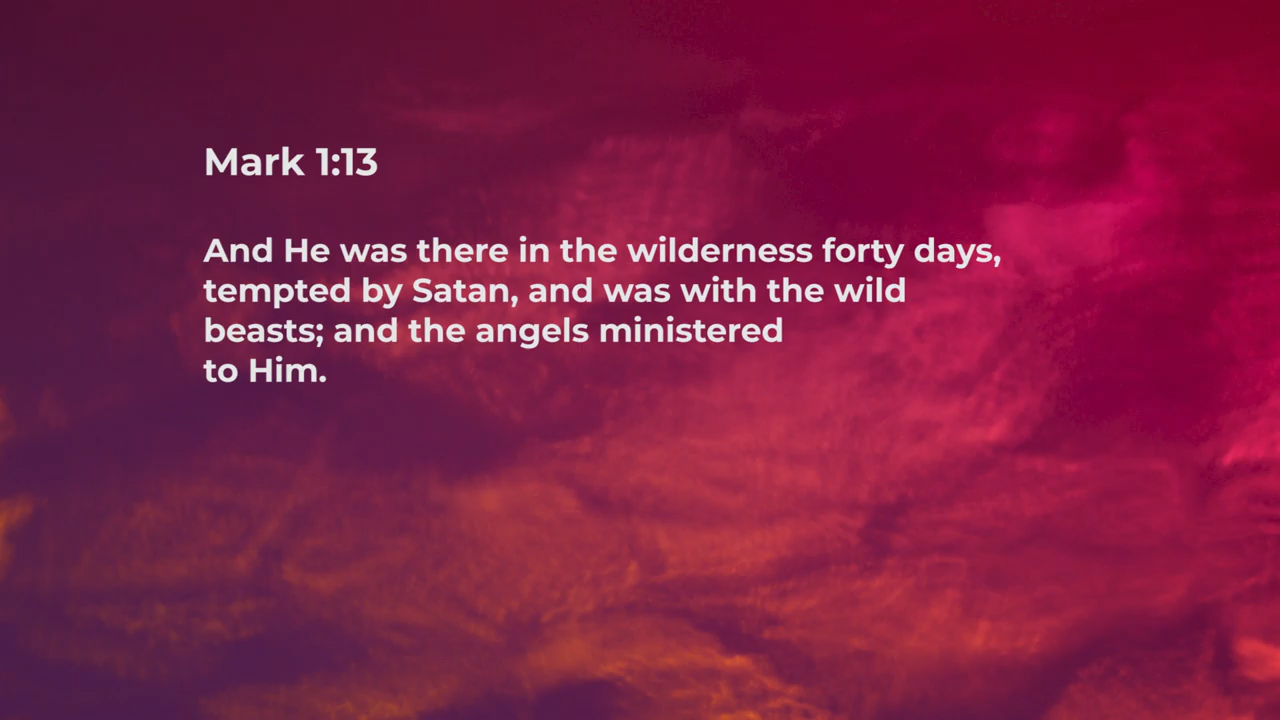 Mark 1:13
And He was there in the wilderness forty days,
tempted by Satan, and was with the wild
beasts; and the angels ministered
to Him.